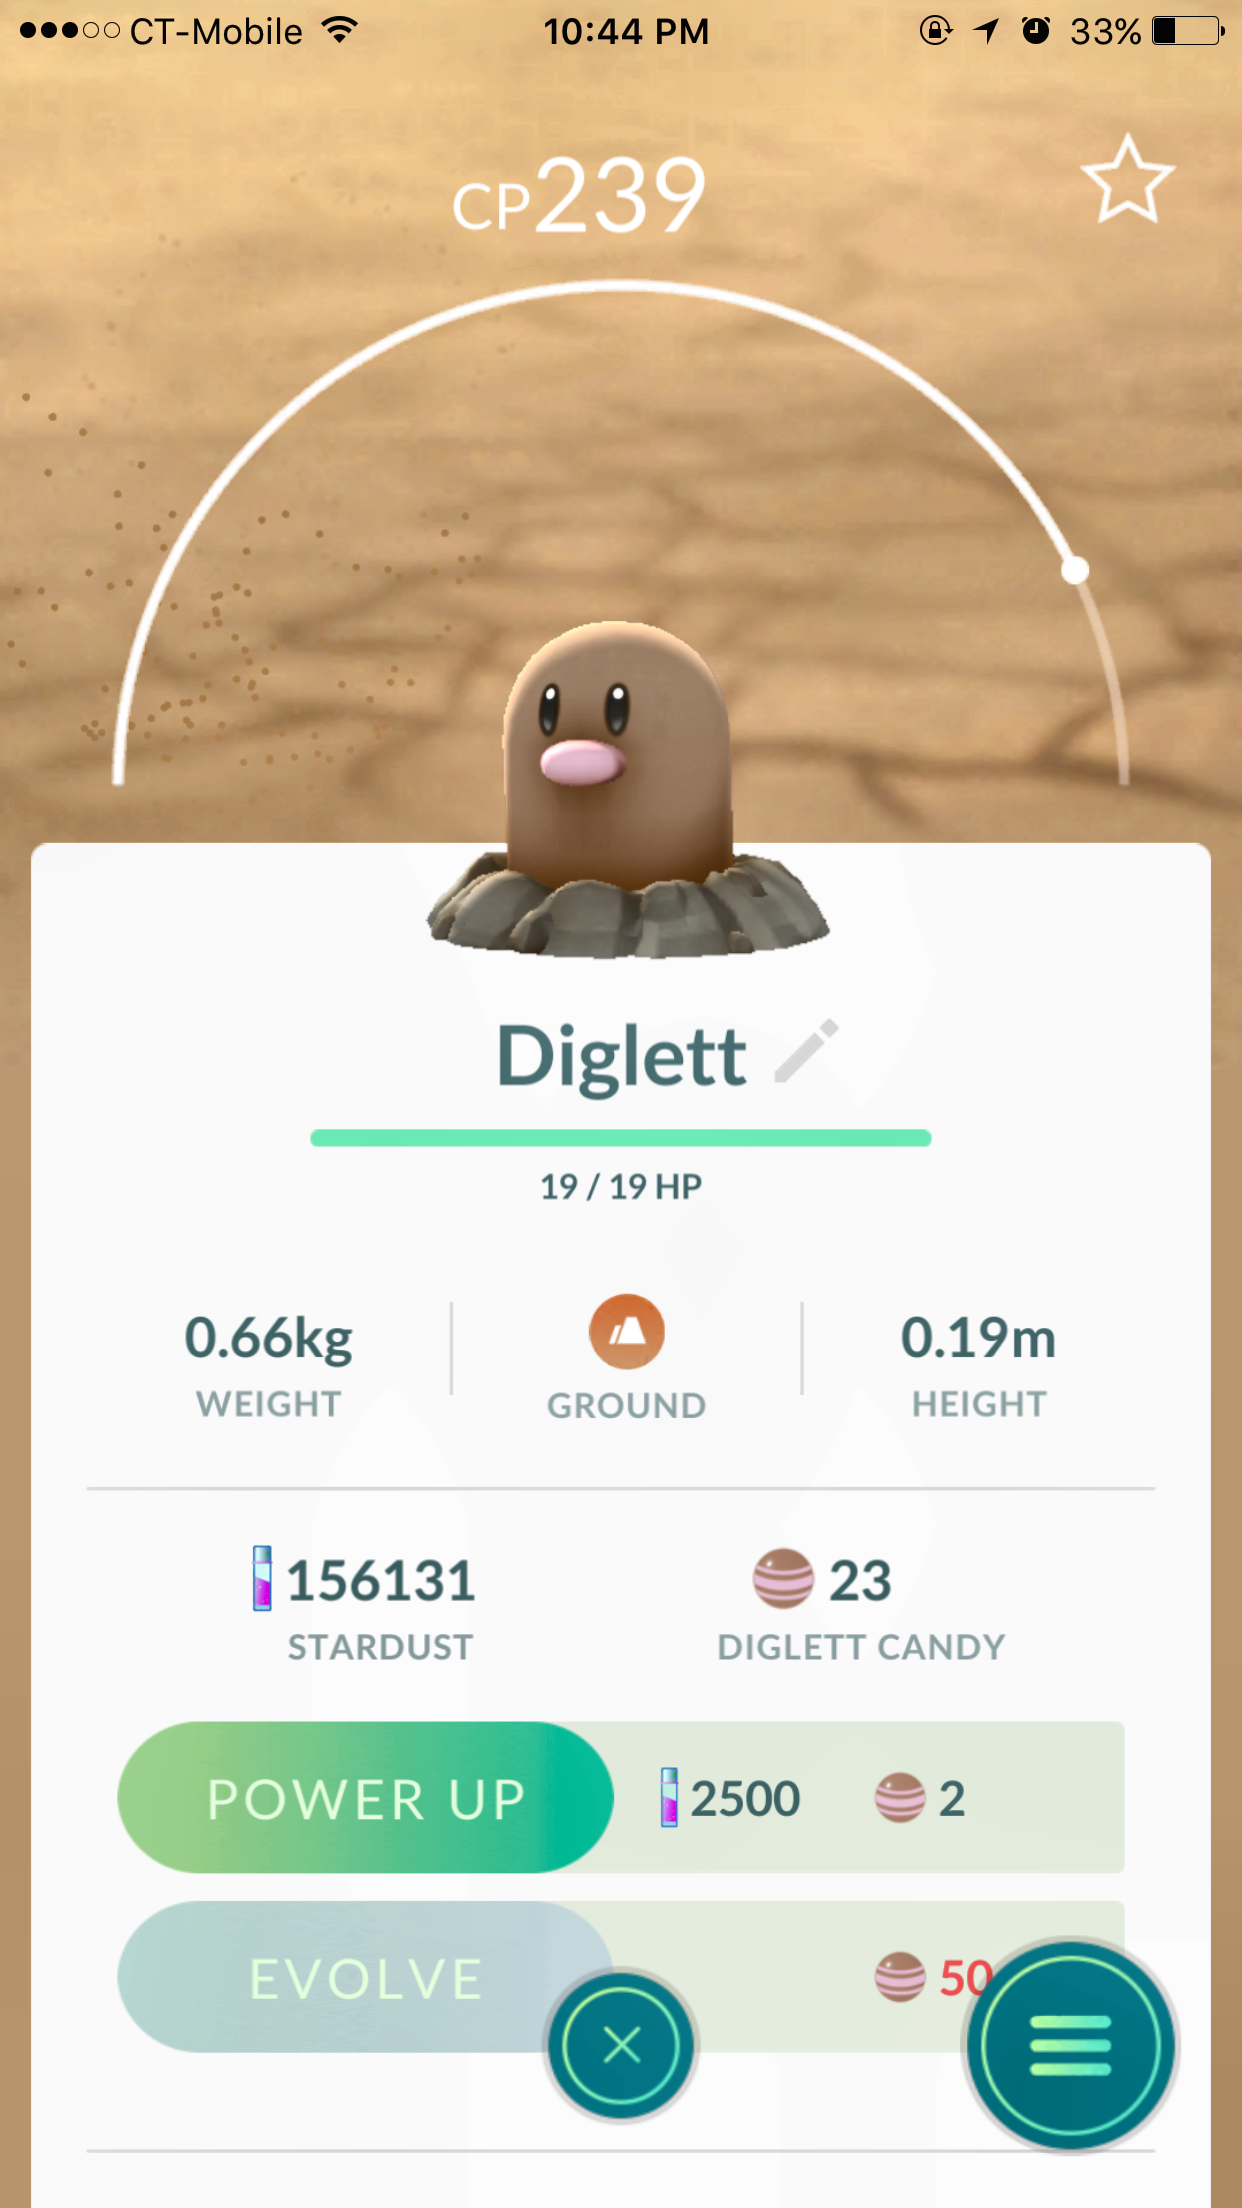 CT-Mobile 10:44 PM 33%
CP239
Diglett
19 / 19 HP
0.66kg 0.19m
WEIGHT GROUND HEIGHT
156131 23
STARDUST DIGLETT CANDY
POWER UP 2500 2
EVOLVE 50